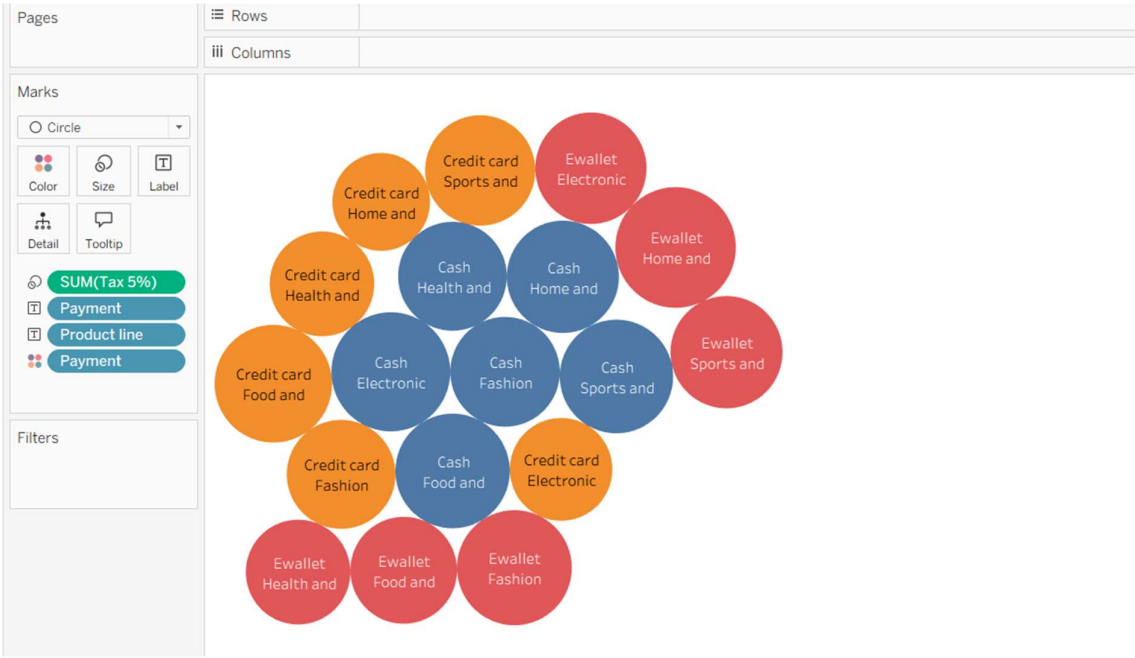 Pages
Rows
Columns
Marks
Circle
Color
Size
Label
Detail
Tooltip
SUM(Tax 5%)
Payment
Product line
Payment
Filters
Credit card
Sports and
Ewallet
Electronic
Credit card
Home and
Ewallet
Home and
Credit card
Health and
Cash
Health and
Cash
Home and
Ewallet
Sports and
Credit card
Food and
Cash
Electronic
Cash
Fashion
Cash
Sports and
Credit card
Fashion
Cash
Food and
Credit card
Electronic
Ewallet
Health and
Ewallet
Food and
Ewallet
Fashion